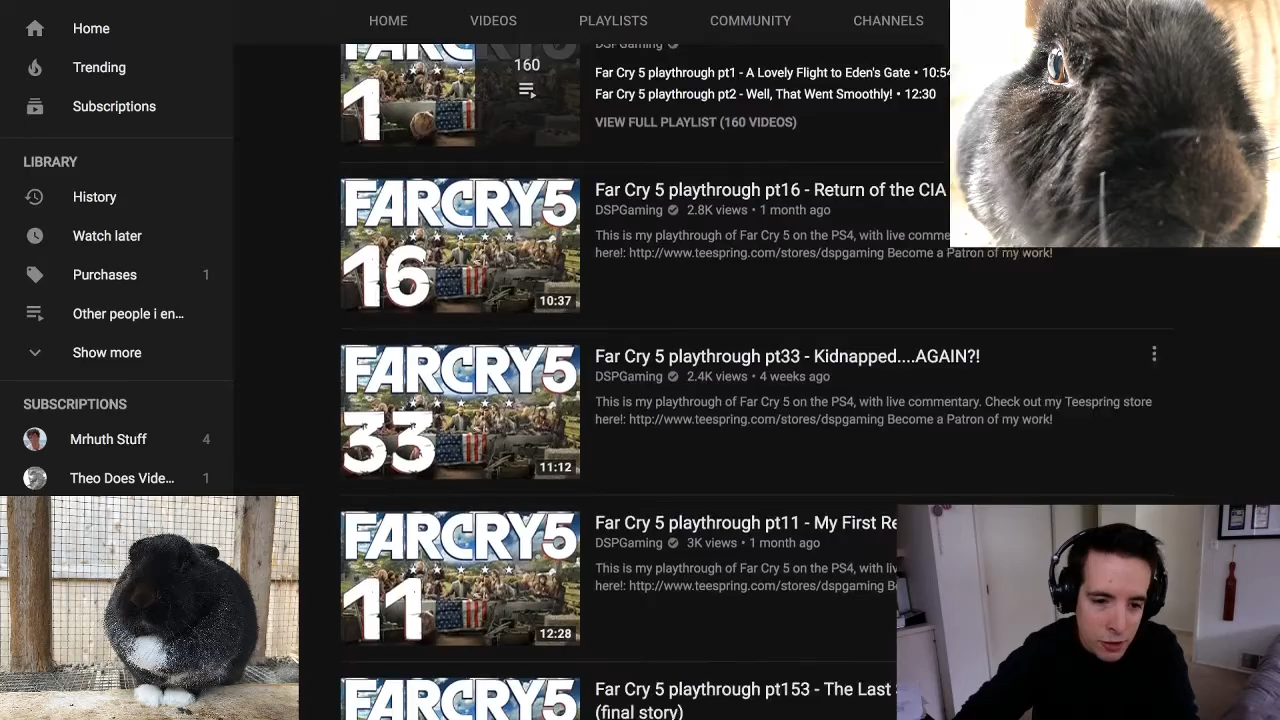 Home
Trending
Subscriptions
LIBRARY
History
Watch later
Purchases 1
Other people i en...
Show more
SUBSCRIPTIONS
Mrhuth Stuff 4
Theo Does Vide... 1
HOME VIDEOS PLAYLISTS COMMUNITY CHANNELS
FARCRY5
1
160
DSPGaming
Far Cry 5 playthrough pt1 - A Lovely Flight to Eden's Gate • 10:54
Far Cry 5 playthrough pt2 - Well, That Went Smoothly! • 12:30
VIEW FULL PLAYLIST (160 VIDEOS)
FARCRY5
16
10:37
Far Cry 5 playthrough pt16 - Return of the CIA
DSPGaming 2.8K views • 1 month ago
This is my playthrough of Far Cry 5 on the PS4, with live comme
here!: http://www.teespring.com/stores/dspgaming Become a Patron of my work!
FARCRY5
33
11:12
Far Cry 5 playthrough pt33 - Kidnapped....AGAIN?!
DSPGaming 2.4K views • 4 weeks ago
This is my playthrough of Far Cry 5 on the PS4, with live commentary. Check out my Teespring store
here!: http://www.teespring.com/stores/dspgaming Become a Patron of my work!
FARCRY5
11
12:28
Far Cry 5 playthrough pt11 - My First Re
DSPGaming 3K views • 1 month ago
This is my playthrough of Far Cry 5 on the PS4, with liv
here!: http://www.teespring.com/stores/dspgaming B
FARCRY5
Far Cry 5 playthrough pt153 - The Last
(final story)